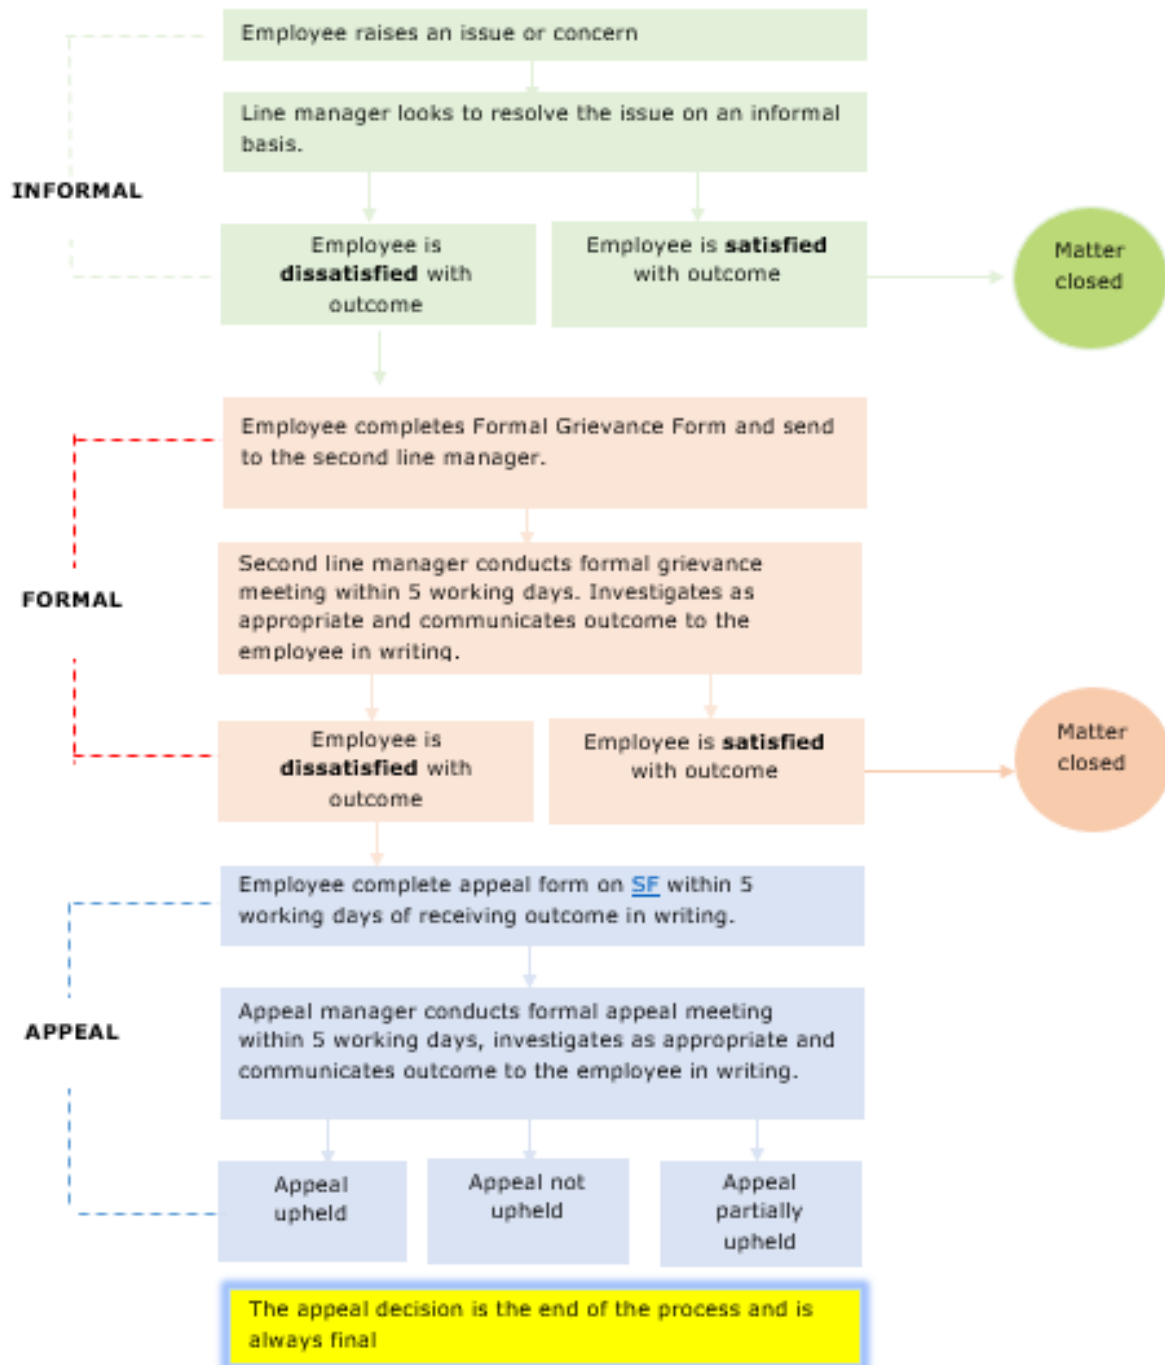 Employee raises an issue or concern
Line manager looks to resolve the issue on an informal
basis.
INFORMAL
Employee is
dissatisfied with
outcome
Employee is satisfied
with outcome
Matter
closed
Employee completes Formal Grievance Form and send
to the second line manager.
FORMAL
Second line manager conducts formal grievance
meeting within 5 working days. Investigates as
appropriate and communicates outcome to the
employee in writing.
Employee is
dissatisfied with
outcome
Employee is satisfied
with outcome
Matter
closed
Employee complete appeal form on SF within 5
working days of receiving outcome in writing.
APPEAL
Appeal manager conducts formal appeal meeting
within 5 working days, investigates as appropriate and
communicates outcome to the employee in writing.
Appeal
upheld
Appeal not
upheld
Appeal
partially
upheld
The appeal decision is the end of the process and is
always final